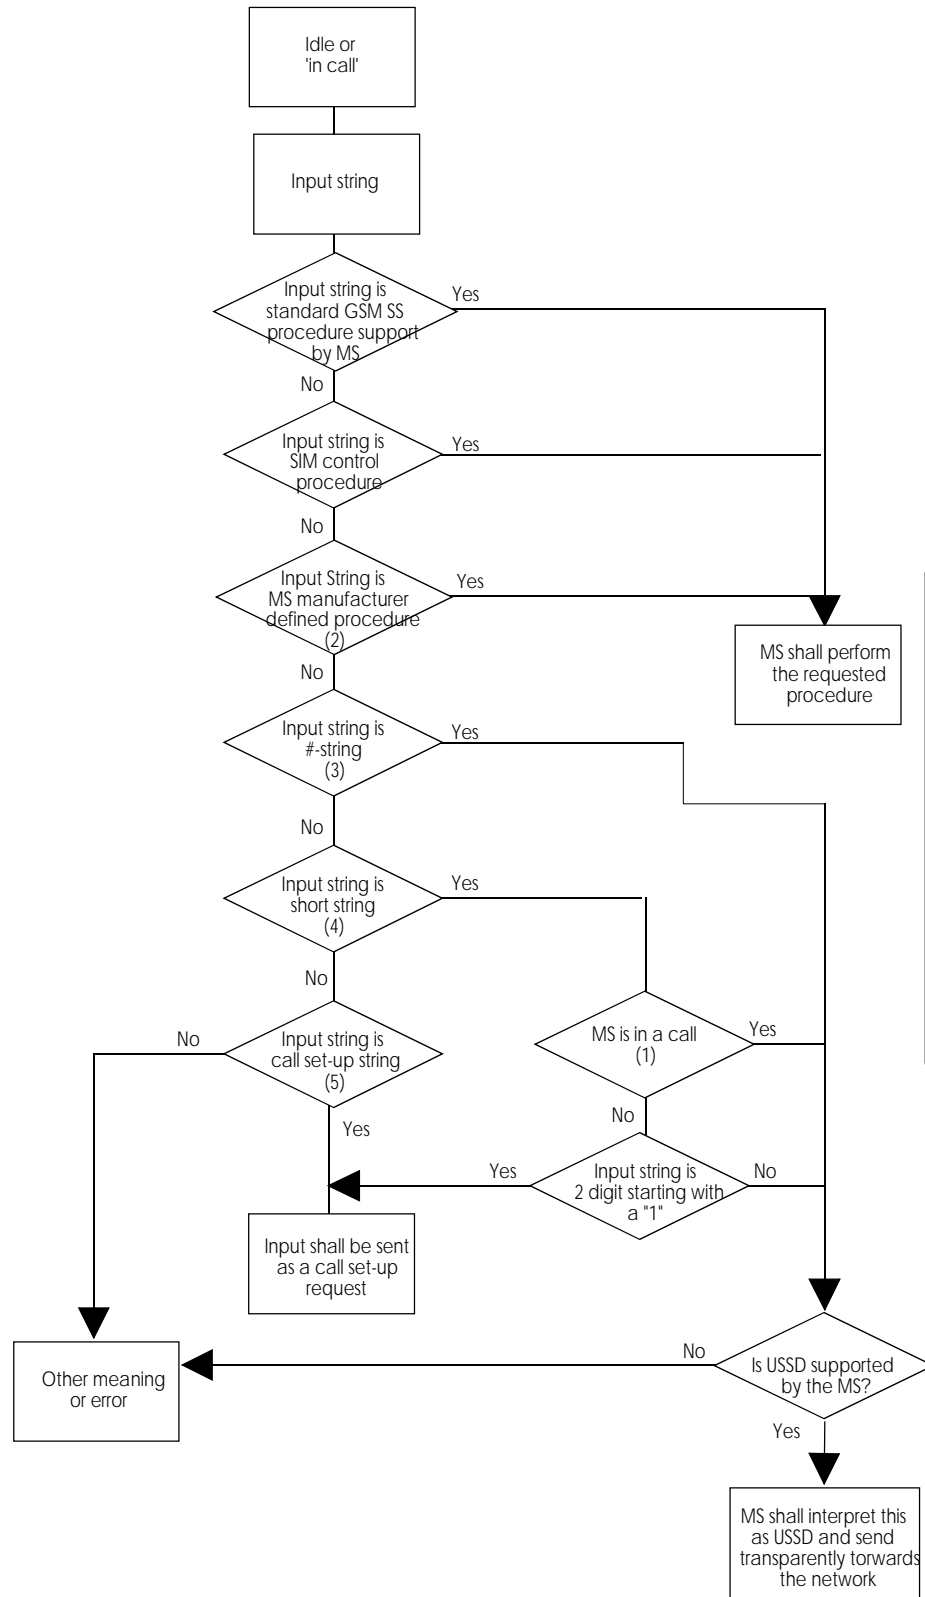 Idle or
'in call'
Input string
Input string is
standard GSM SS
procedure support
by MS
Yes
No
Input string is
SIM control
procedure
Yes
No
Input String is
MS manufacturer
defined procedure
(2)
Yes
No
MS shall perform
the requested
procedure
Input string is
#-string
(3)
Yes
No
Input string is
short string
(4)
Yes
No
MS is in a call
(1)
Yes
No
Input string is
call set-up string
(5)
No
Yes
Input string is
2 digit starting with
a "1"
Yes
No
Input shall be sent
as a call set-up
request
Other meaning
or error
Is USSD supported
by the MS?
No
Yes
MS shall interpret this
as USSD and send
transparently torwards
the network